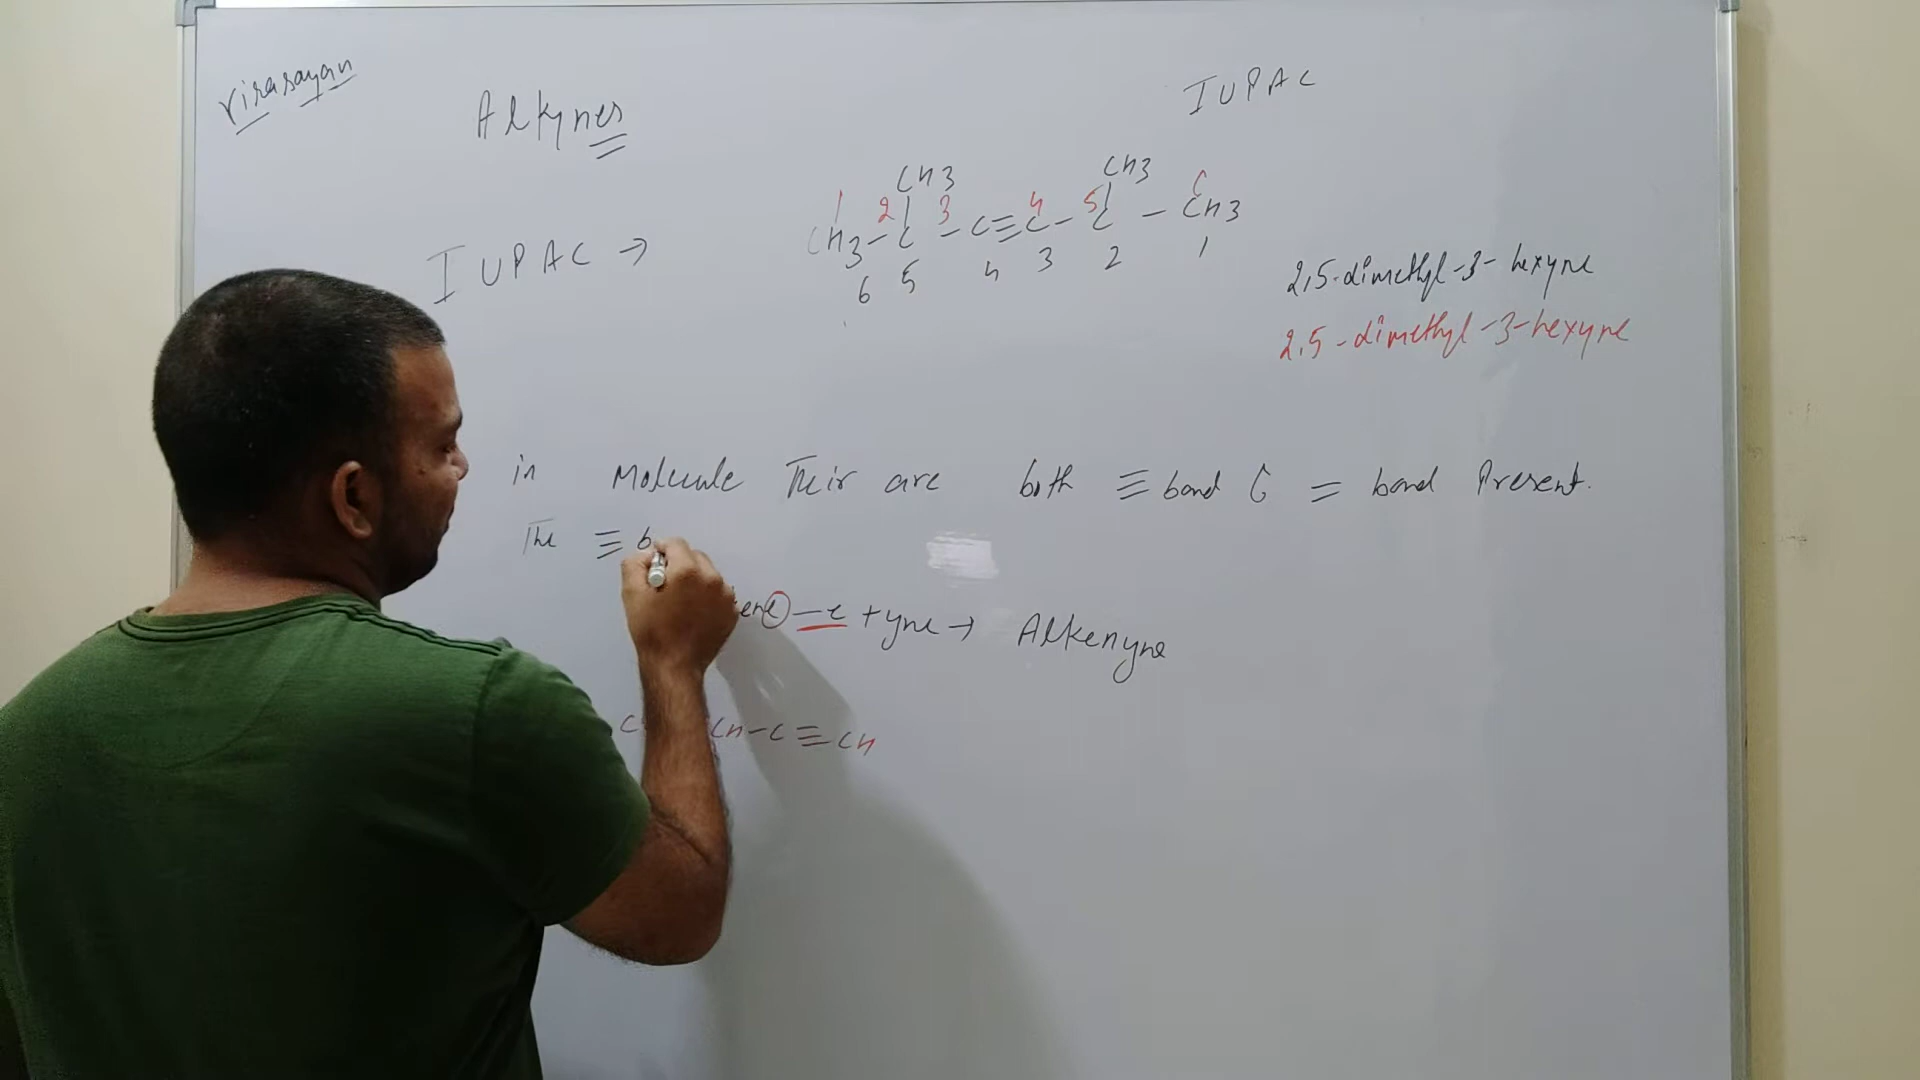 virasayan
Alkynes
IUPAC
CH3 CH3
1 2 3 4 5 6
CH3-C-C≡C-C-CH3
6 5 4 3 2 1
IUPAC →
2,5-dimethyl-3-hexyne
2,5-dimethyl-3-hexyne
in Molecule Their are both ≡ bond & = bond Present.
The ≡ b
ene -e + yne → Alkenyne
CH-C≡CH